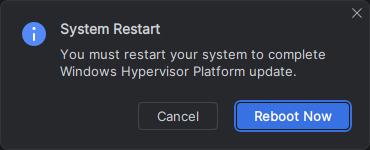 System Restart
You must restart your system to complete
Windows Hypervisor Platform update.
Cancel
Reboot Now